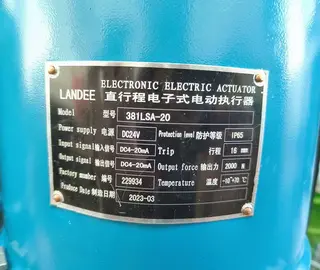 ELECTRONIC ELECTRIC ACTUATOR
LANDEE 直行程电子式电动执行器
Model 型号 381LSA-20
Power supply 电源 DC24V Protection level 防护等级 IP65
Input signal 输入信号 DC4-20mA Trip 行程 16 mm
Output signal 输出信号 DC4-20mA Output force 输出力 2000 N
Factory number 编号 229934 Temperature 温度 -10°+70 °C
Produce Date 制造日期 2023-03